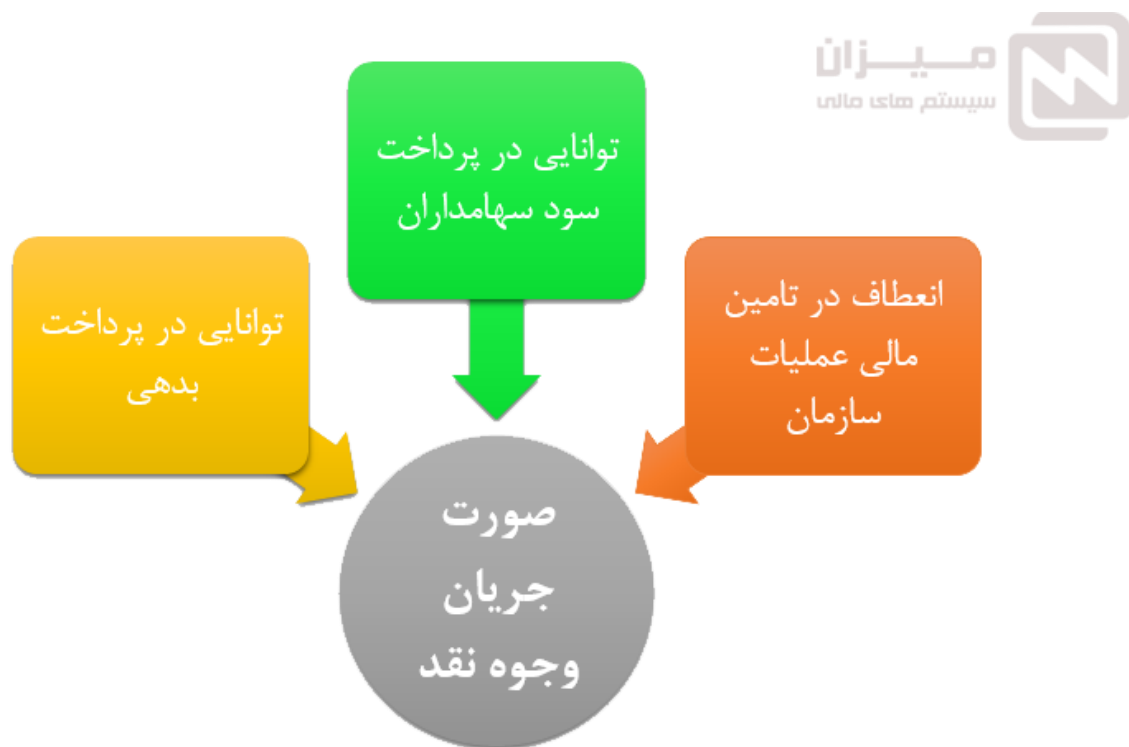 میزان
سیستم های مالی
توانایی در پرداخت
سود سهامداران
انعطاف در تامین
مالی عملیات
سازمان
توانایی در پرداخت
بدهی
صورت
جریان
وجوه نقد